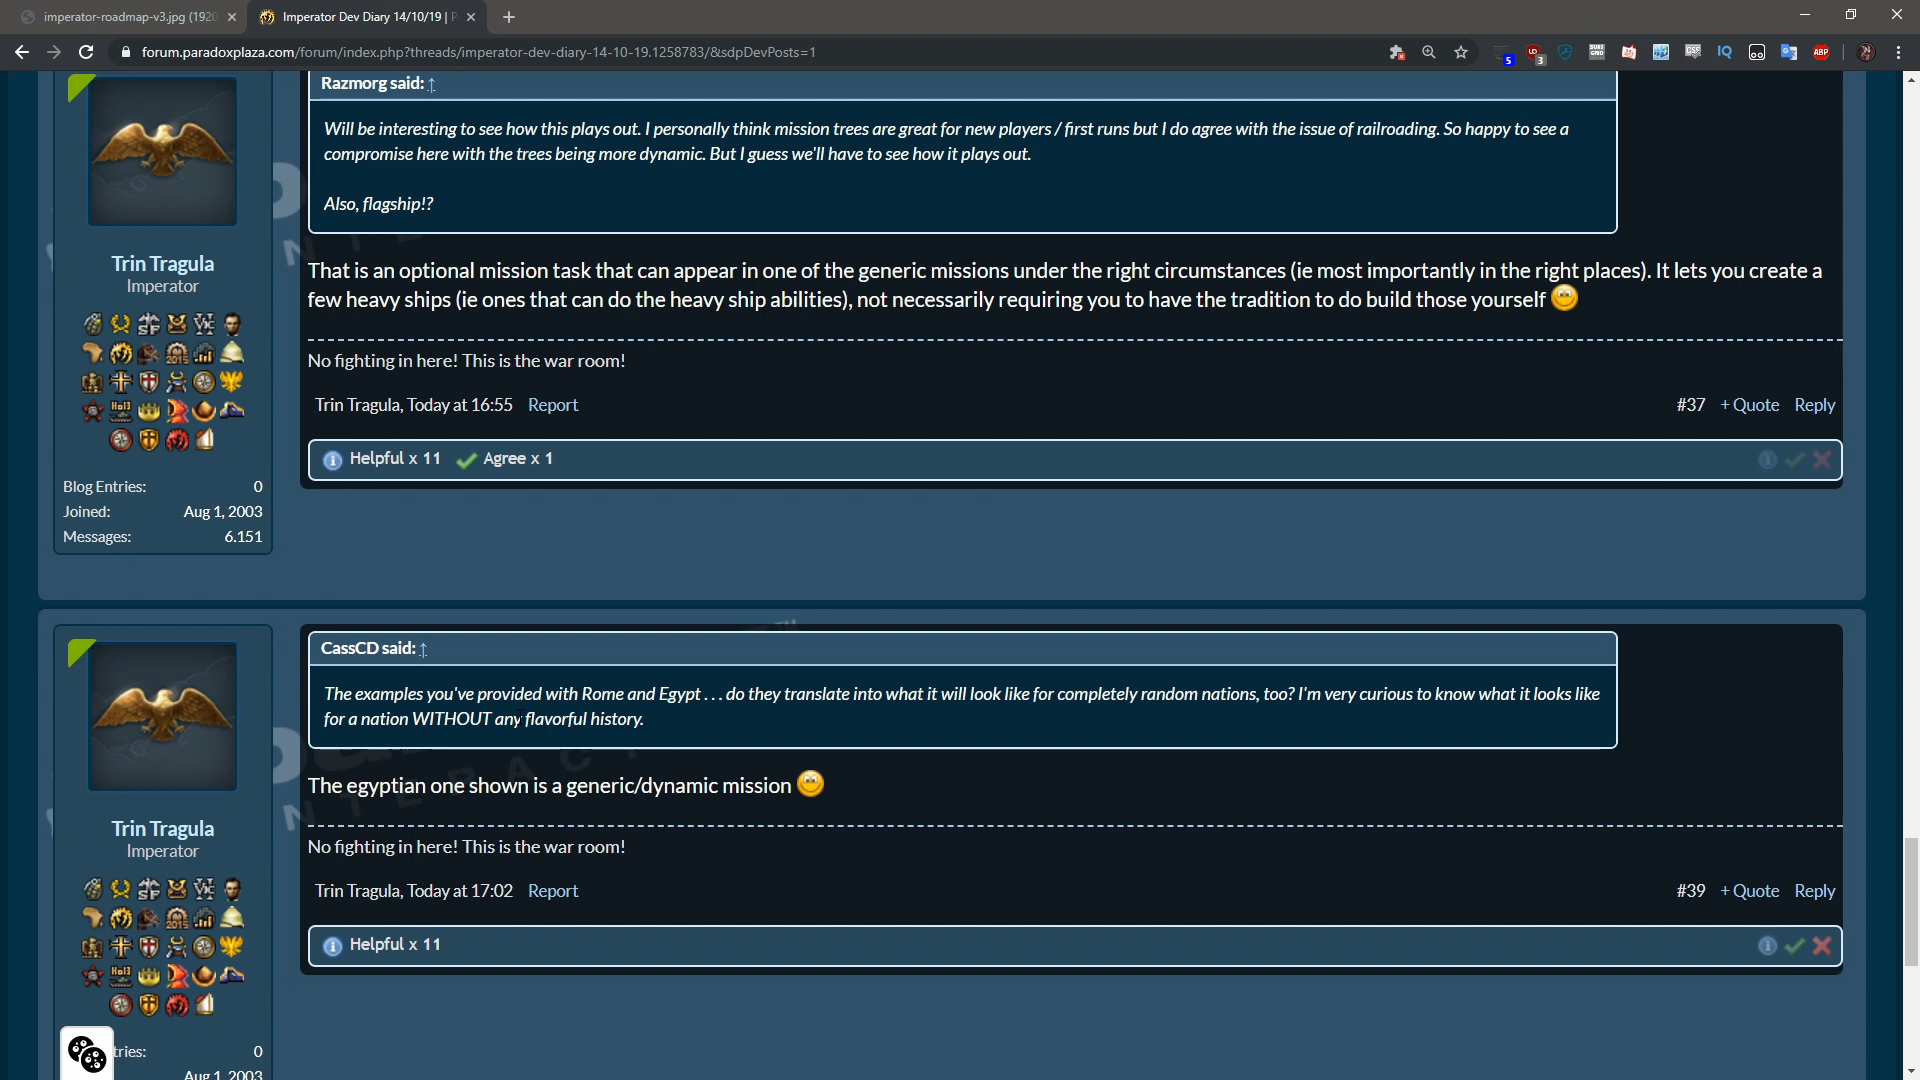 imperator-roadmap-v3.jpg (1920
Imperator Dev Diary 14/10/19 | P
forum.paradoxplaza.com/forum/index.php?threads/imperator-dev-diary-14-10-19.1258783/&sdpDevPosts=1
5
UD
3
IQ
ABP
Razmorg said: ↑
Will be interesting to see how this plays out. I personally think mission trees are great for new players / first runs but I do agree with the issue of railroading. So happy to see a
compromise here with the trees being more dynamic. But I guess we'll have to see how it plays out.
Also, flagship!?
Trin Tragula
Imperator
That is an optional mission task that can appear in one of the generic missions under the right circumstances (ie most importantly in the right places). It lets you create a
few heavy ships (ie ones that can do the heavy ship abilities), not necessarily requiring you to have the tradition to do build those yourself
No fighting in here! This is the war room!
Trin Tragula, Today at 16:55 Report
#37 + Quote Reply
Helpful x 11 Agree x 1
Blog Entries: 0
Joined: Aug 1, 2003
Messages: 6.151
CassCD said: ↑
The examples you've provided with Rome and Egypt . . . do they translate into what it will look like for completely random nations, too? I'm very curious to know what it looks like
for a nation WITHOUT any flavorful history.
The egyptian one shown is a generic/dynamic mission
Trin Tragula
Imperator
No fighting in here! This is the war room!
Trin Tragula, Today at 17:02 Report
#39 + Quote Reply
Helpful x 11
tries: 0
Aug 1, 2003